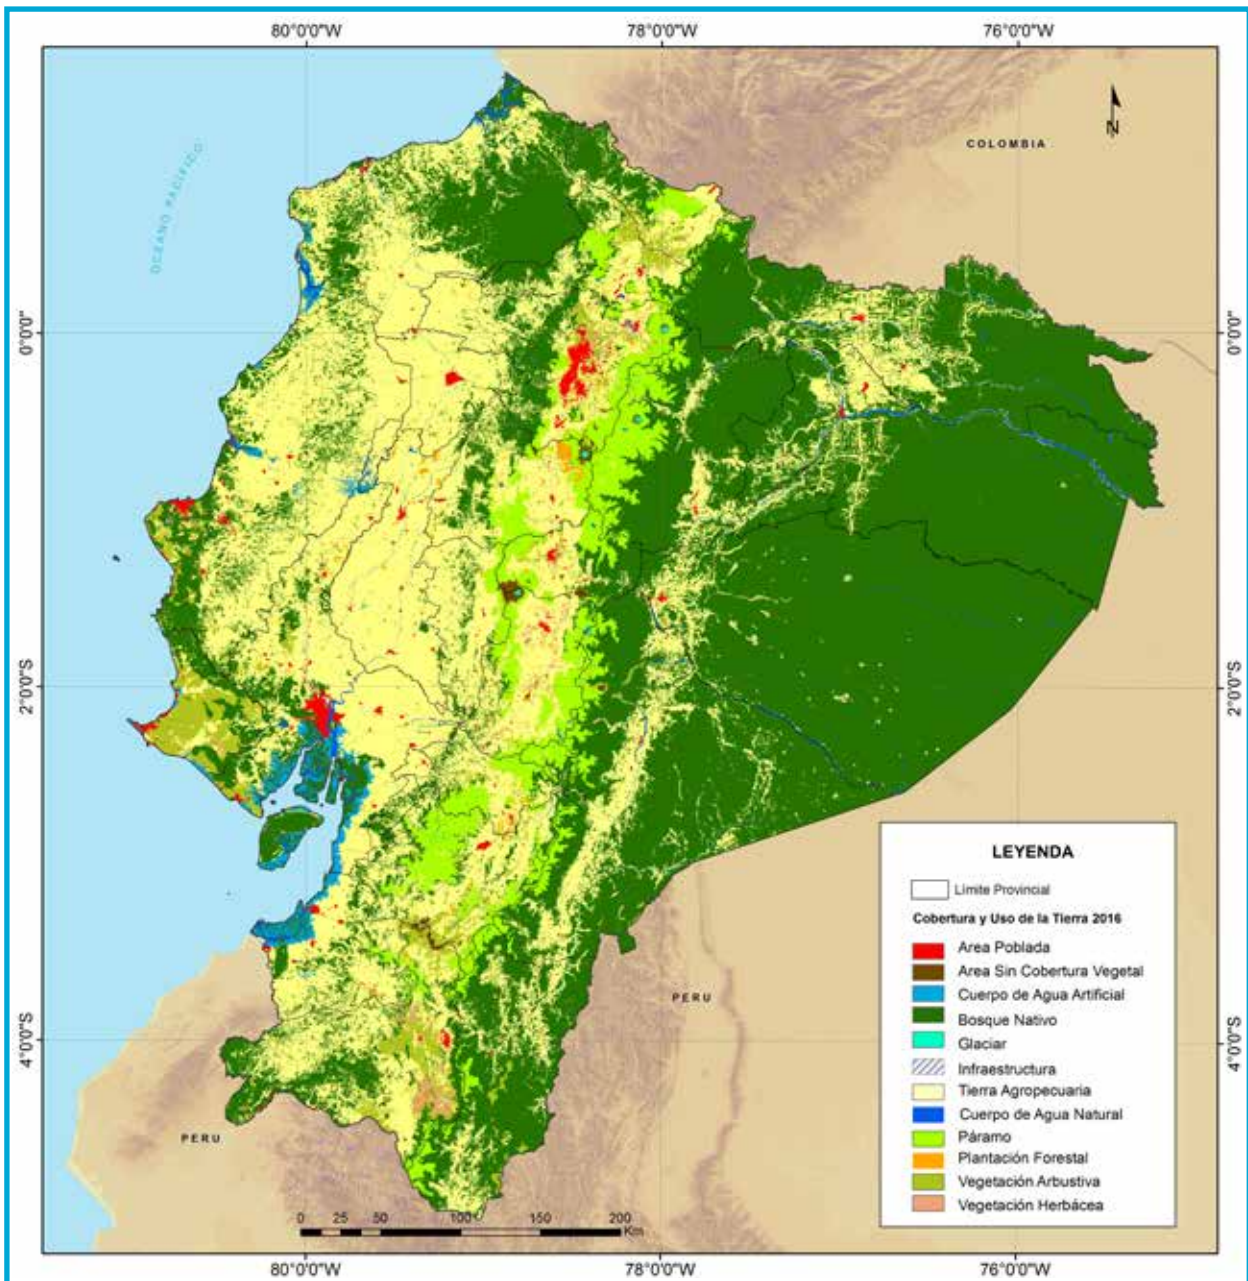 80°0'0"W 78°0'0"W 76°0'0"W
N
COLOMBIA
OCEANO PACÍFICO
0°0'0" 0°0'0"
2°0'0"S 2°0'0"S
LEYENDA
Límite Provincial
Cobertura y Uso de la Tierra 2016
Area Poblada
Area Sin Cobertura Vegetal
Cuerpo de Agua Artificial
Bosque Nativo
Glaciar
Infraestructura
Tierra Agropecuaria
Cuerpo de Agua Natural
Páramo
Plantación Forestal
Vegetación Arbustiva
Vegetación Herbácea
PERU
4°0'0"S 4°0'0"S
PERU
0 25 50 100 150 200
Km
80°0'0"W 78°0'0"W 76°0'0"W